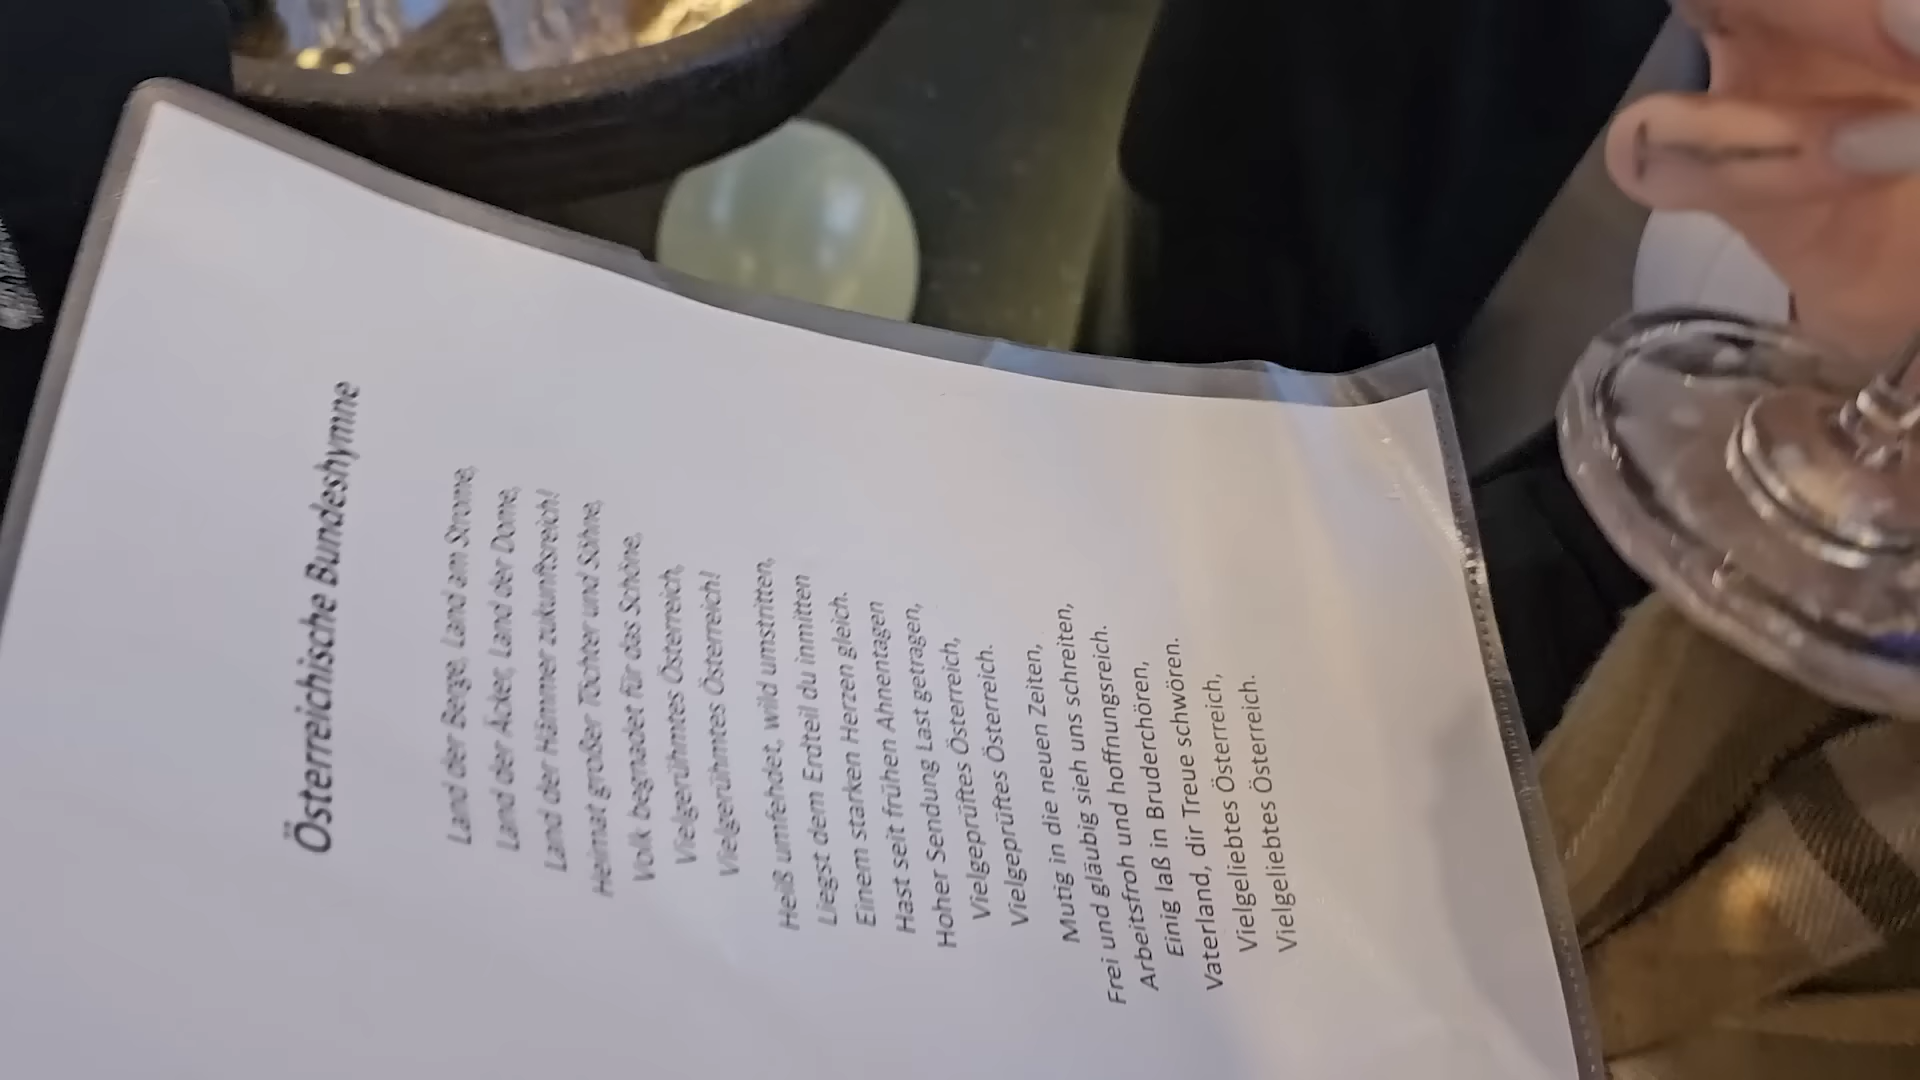 Österreichische Bundeshymne
Land der Berge, Land am Strome,
Land der Äcker, Land der Dome,
Land der Hämmer zukunftsreich!
Heimat großer Töchter und Söhne,
Volk begnadet für das Schöne.
Vielgerühmtes Österreich,
Vielgerühmtes Österreich!
Heiß umfehdet, wild umstritten,
Liegst dem Erdteil du inmitten
Einem starken Herzen gleich.
Hast seit frühen Ahnentagen
Hoher Sendung Last getragen,
Vielgeprüftes Österreich,
Vielgeprüftes Österreich.
Mutig in die neuen Zeiten,
Frei und gläubig sieh uns schreiten,
Arbeitsfroh und hoffnungsreich.
Einig laß in Bruderchören,
Vaterland, dir Treue schwören.
Vielgeliebtes Österreich,
Vielgeliebtes Österreich.